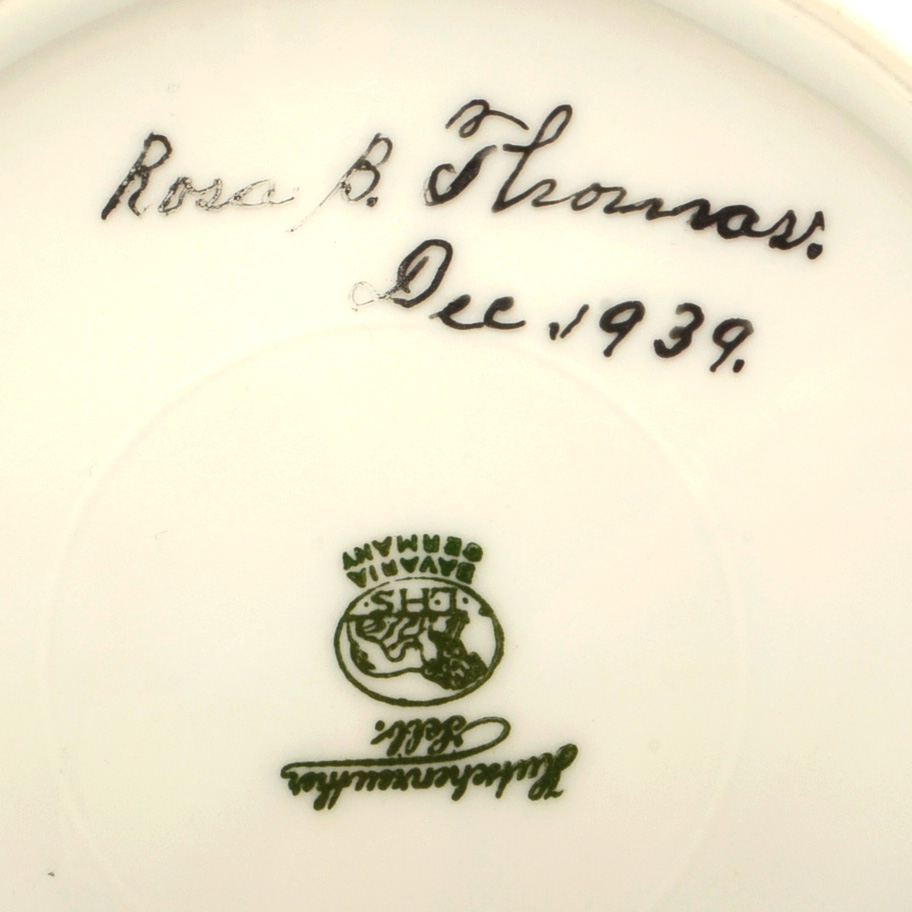 Rosa B. Thomas.
Dec. 1939.
Hutschenreuther
Selb.
L·H·S·
BAVARIA
GERMANY